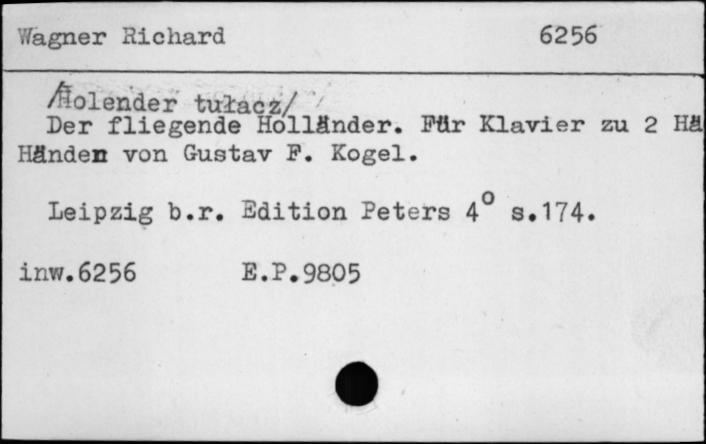 Wagner Richard 6256
/Holender tułacz/
Der fliegende Holländer. Für Klavier zu 2 Hä
Händen von Gustav F. Kogel.
Leipzig b.r. Edition Peters 4° s.174.
inw.6256 E.P.9805